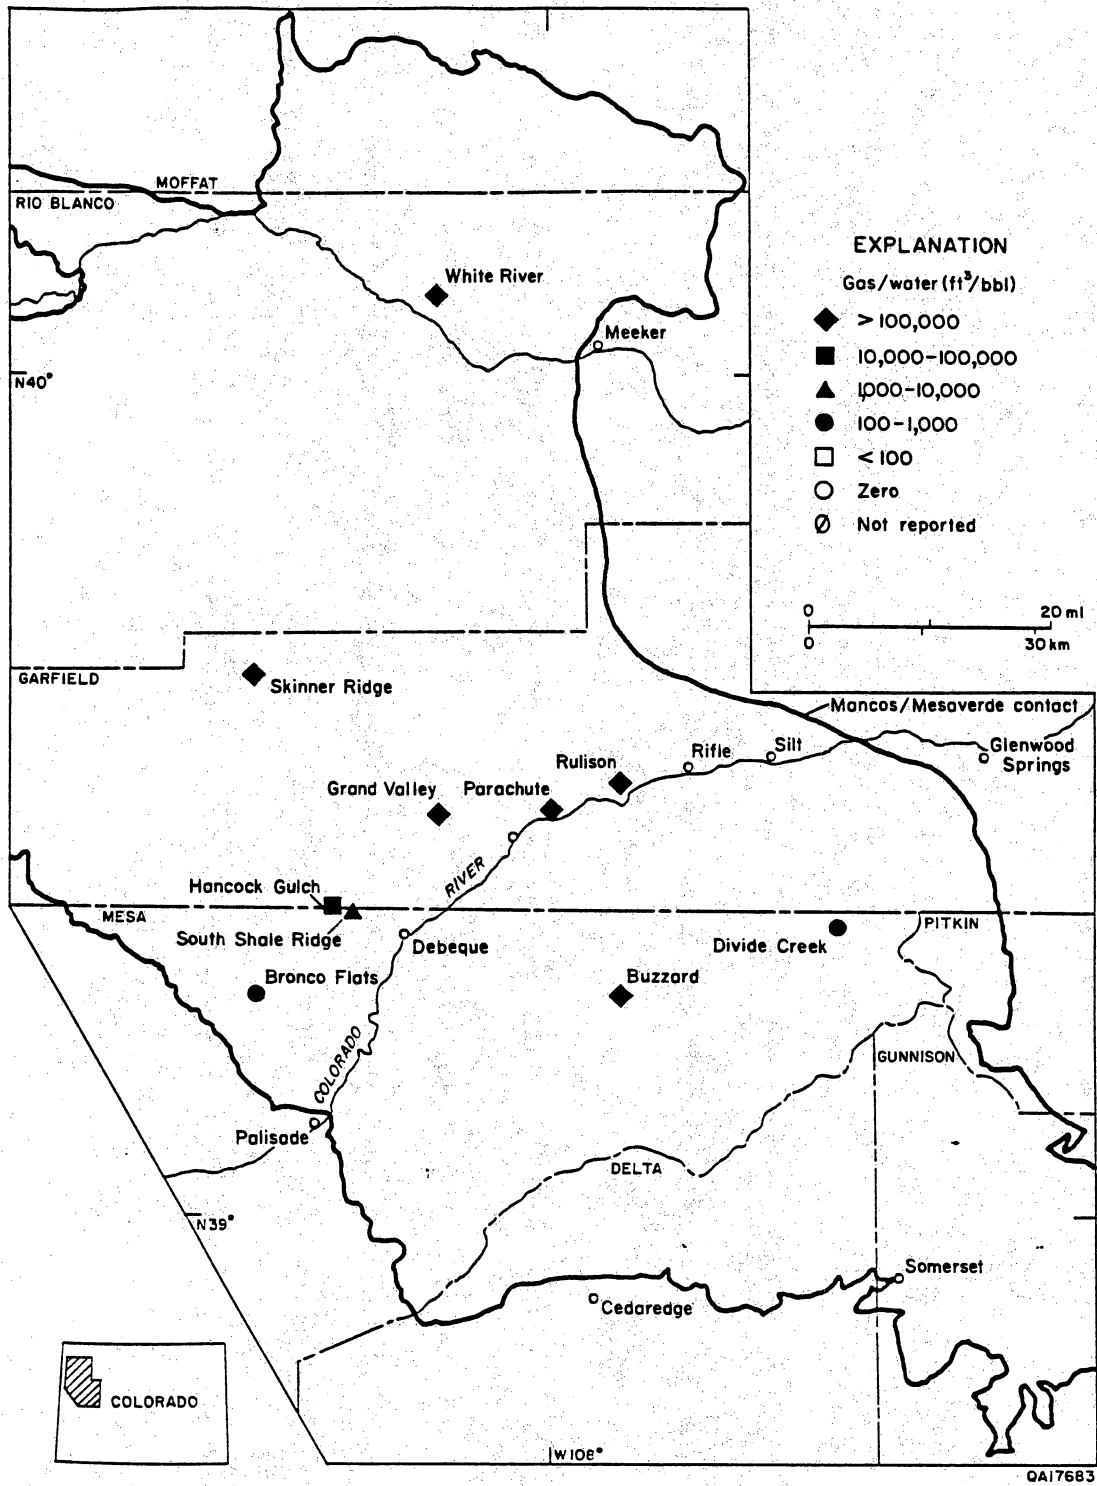 MOFFAT
RIO BLANCO
White River
Meeker
N40°
EXPLANATION
Gas/water (ft³/bbl)
> 100,000
10,000-100,000
1,000-10,000
100-1,000
< 100
Zero
Not reported
0
20 mi
0
30 km
GARFIELD
Skinner Ridge
Mancos/Mesaverde contact
Rulison
Rifle
Silt
Glenwood
Springs
Grand Valley
Parachute
RIVER
Hancock Gulch
MESA
South Shale Ridge
Debeque
Divide Creek
PITKIN
Bronco Flats
Buzzard
COLORADO
GUNNISON
Palisade
DELTA
N39°
Somerset
Cedaredge
COLORADO
W108°
QA17683